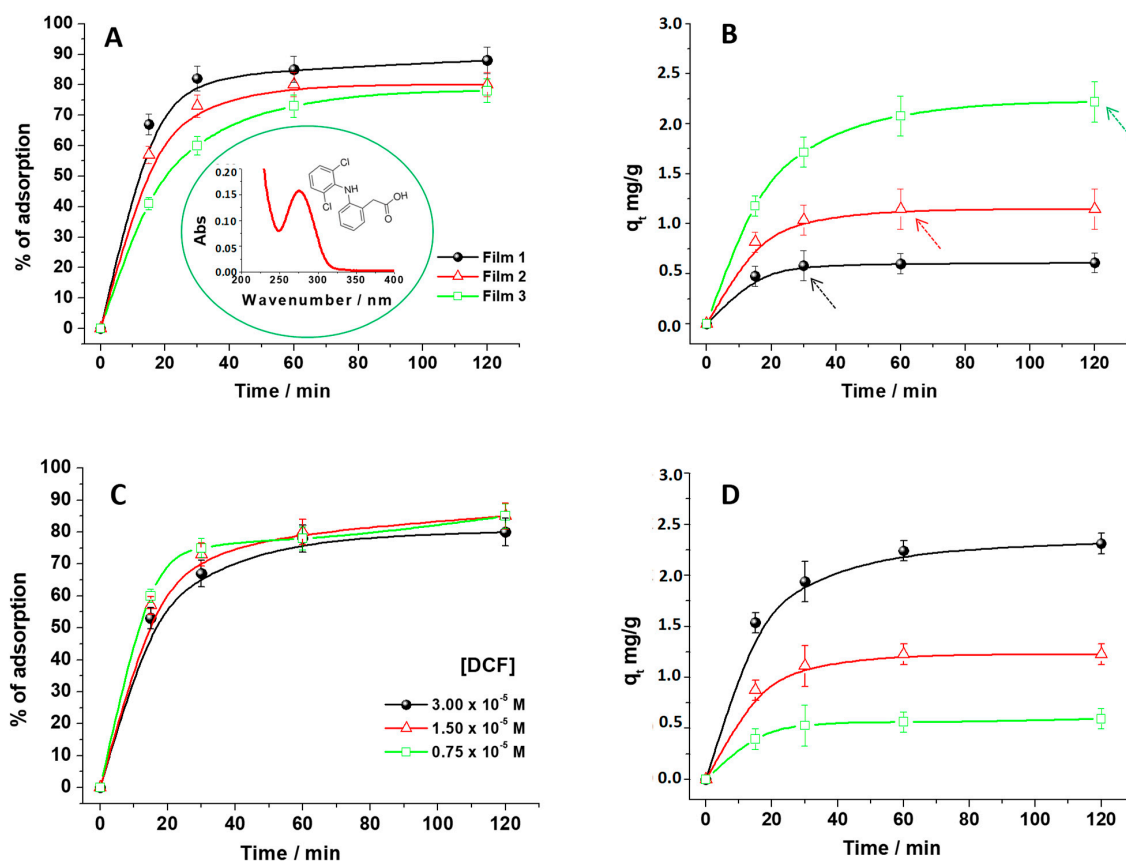 A
% of adsorption
100
90
80
70
60
50
40
30
20
10
0
0 20 40 60 80 100 120
Time / min
Abs
0.20
0.15
0.10
0.05
0.00
200 250 300 350 400
Wavenumber / nm
Cl
NH
Cl
OH
O
Film 1
Film 2
Film 3
B
qt mg/g
3.0
2.5
2.0
1.5
1.0
0.5
0.0
0 20 40 60 80 100 120
Time / min
C
% of adsorption
100
90
80
70
60
50
40
30
20
10
0
0 20 40 60 80 100 120
Time / min
[DCF]
3.00 x 10⁻⁵ M
1.50 x 10⁻⁵ M
0.75 x 10⁻⁵ M
D
qt mg/g
3.0
2.5
2.0
1.5
1.0
0.5
0.0
0 20 40 60 80 100 120
Time / min